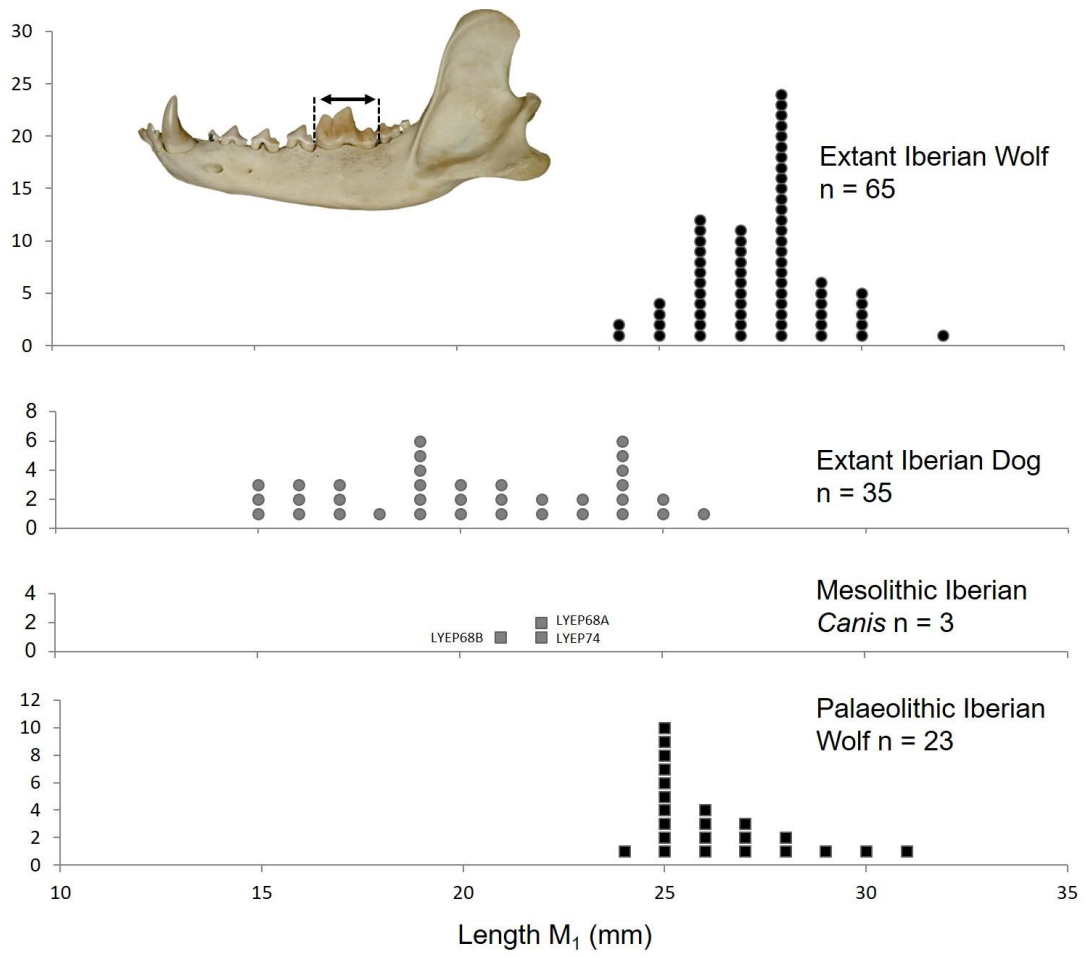 30
25
20
15
10
5
0
Extant Iberian Wolf
n = 65
8
6
4
2
0
Extant Iberian Dog
n = 35
4
2
0
LYEP68B
LYEP68A
LYEP74
Mesolithic Iberian
Canis n = 3
12
10
8
6
4
2
0
Palaeolithic Iberian
Wolf n = 23
10 15 20 25 30 35
Length M₁ (mm)